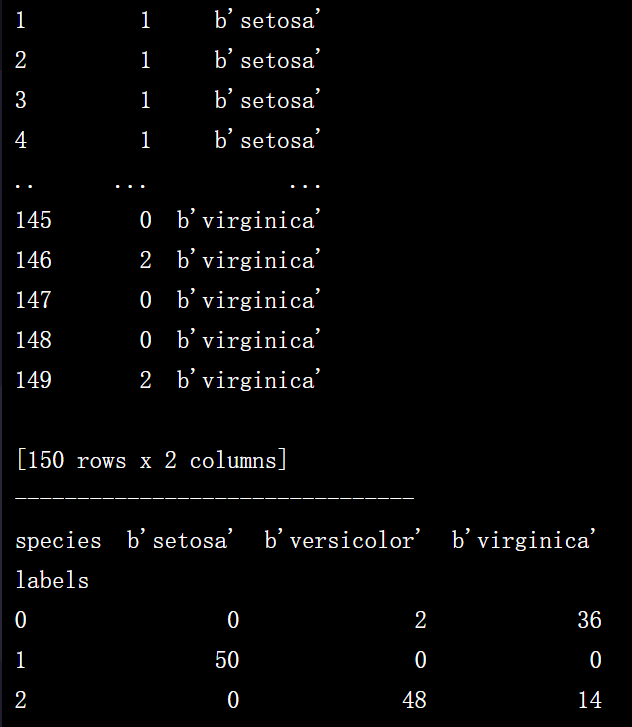 1 1 b'setosa'
2 1 b'setosa'
3 1 b'setosa'
4 1 b'setosa'
.. ... ...
145 0 b'virginica'
146 2 b'virginica'
147 0 b'virginica'
148 0 b'virginica'
149 2 b'virginica'
[150 rows x 2 columns]
--------------------------------
species b'setosa' b'versicolor' b'virginica'
labels
0 0 2 36
1 50 0 0
2 0 48 14